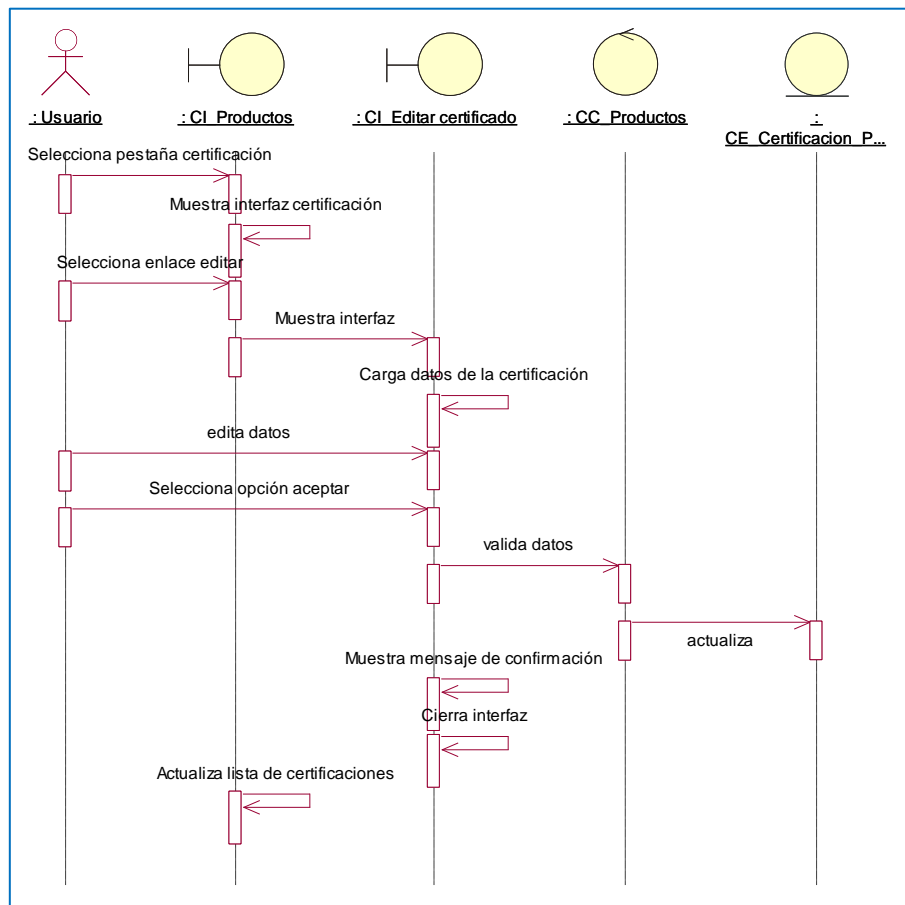 : Usuario
: CI_Productos
: CI_Editar certificado
: CC_Productos
:
CE_Certificacion_P...
Selecciona pestaña certificación
Muestra interfaz certificación
Selecciona enlace editar
Muestra interfaz
Carga datos de la certificación
edita datos
Selecciona opción aceptar
valida datos
actualiza
Muestra mensaje de confirmación
Cierra interfaz
Actualiza lista de certificaciones